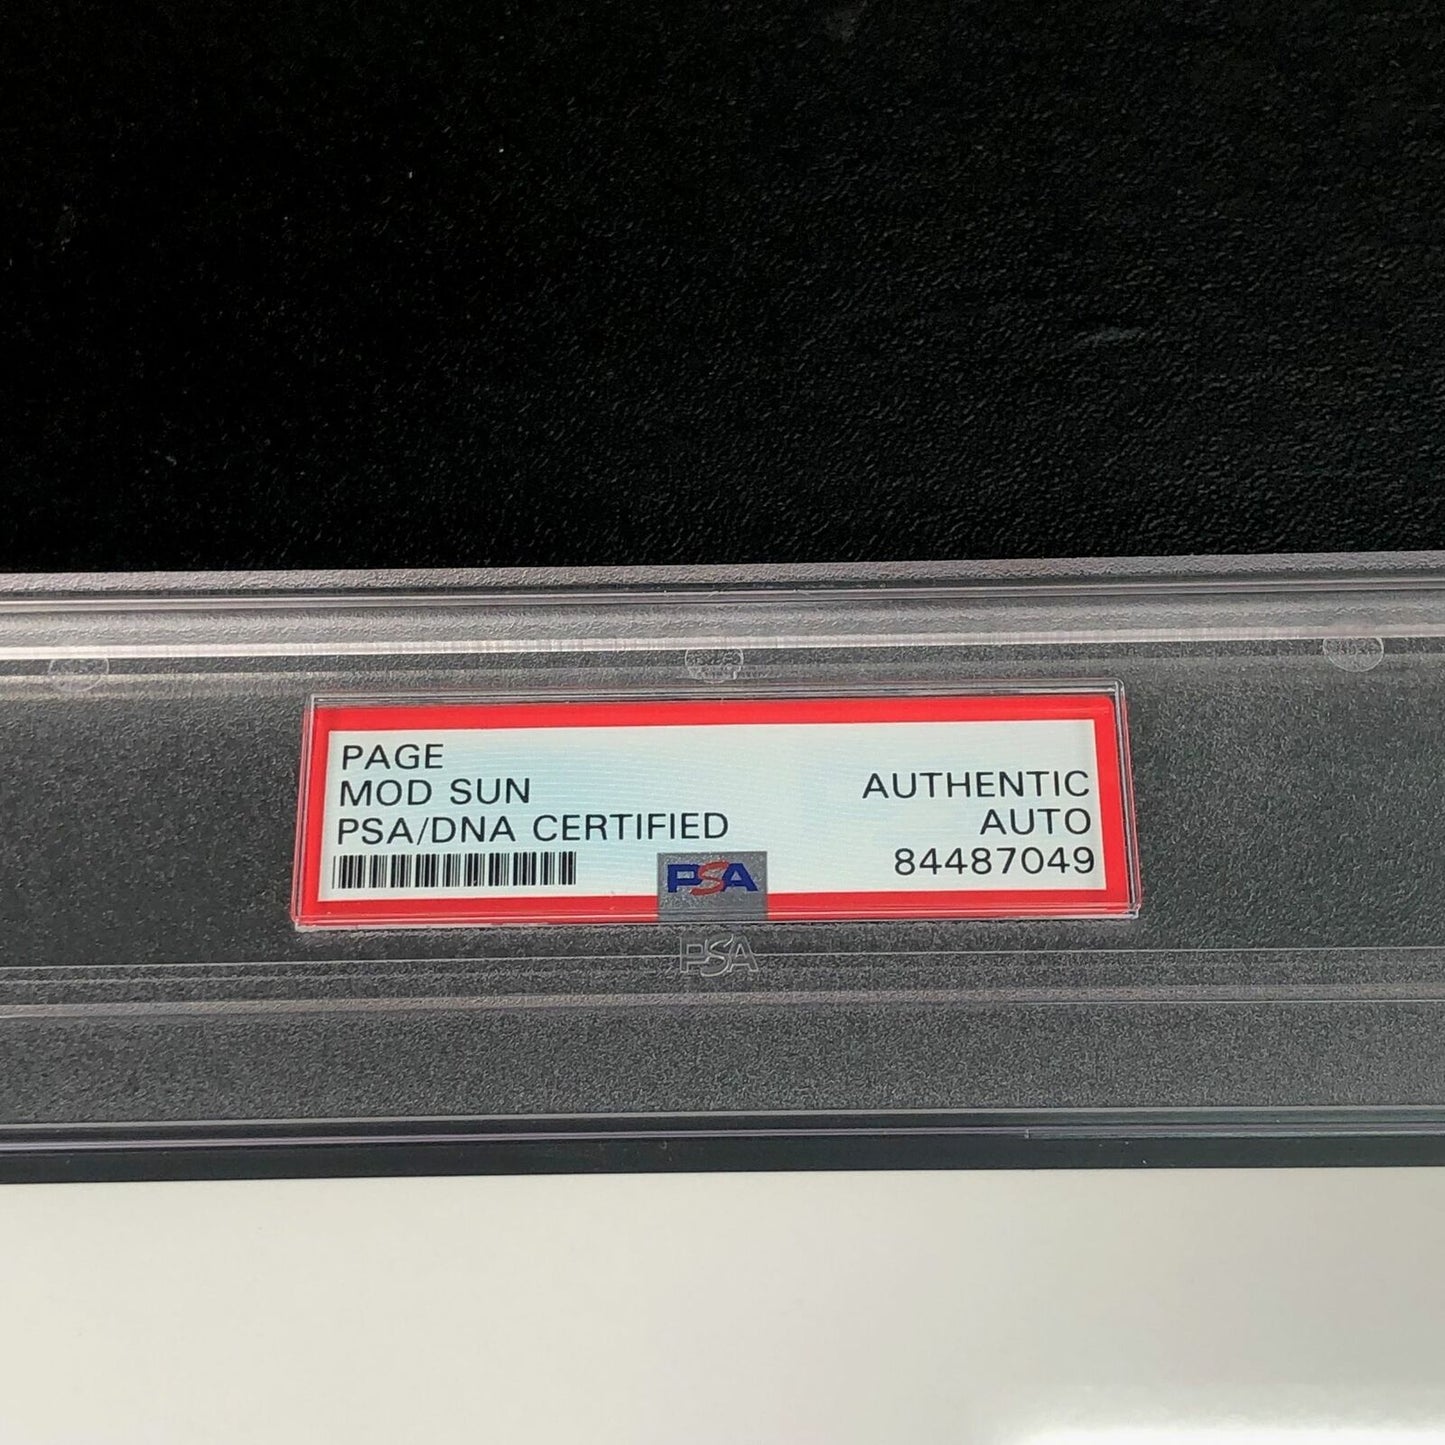 PAGE
MOD SUN
PSA/DNA CERTIFIED
AUTHENTIC
AUTO
84487049
PSA
PSA